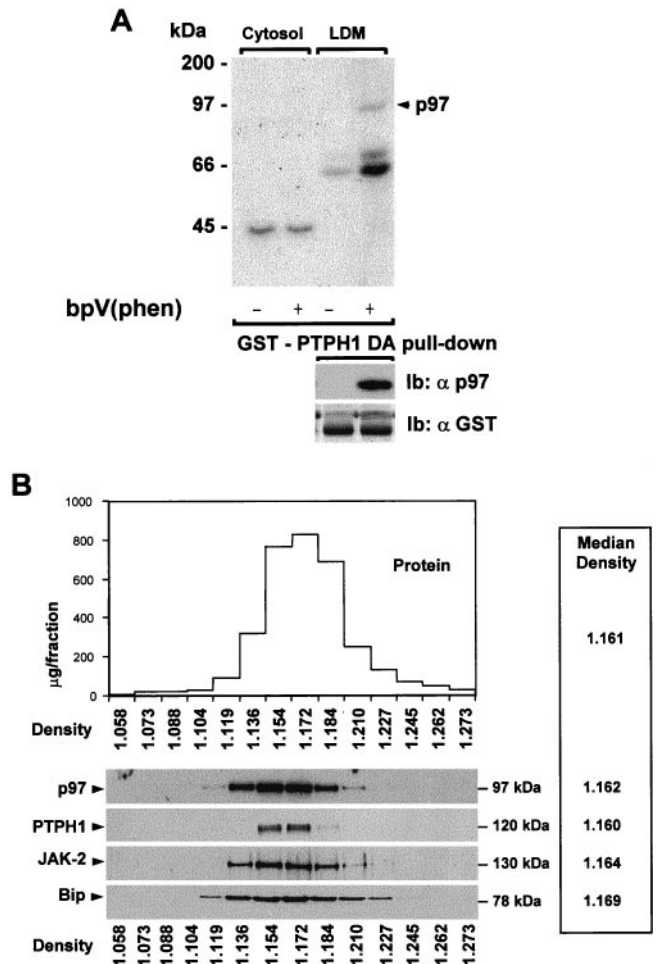 A
kDa Cytosol LDM
200 -
97 - p97
66 -
45 -
bpV(phen) - + - +
GST - PTPH1 DA pull-down
Ib: α p97
Ib: α GST
B
1000
800
600
400
200
0
μg/fraction
Protein
Density 1.058 1.073 1.088 1.104 1.119 1.136 1.154 1.172 1.184 1.210 1.227 1.245 1.262 1.273
Median
Density
1.161
p97 97 kDa 1.162
PTPH1 120 kDa 1.160
JAK-2 130 kDa 1.164
Bip 78 kDa 1.169
Density 1.058 1.073 1.088 1.104 1.119 1.136 1.154 1.172 1.184 1.210 1.227 1.245 1.262 1.273